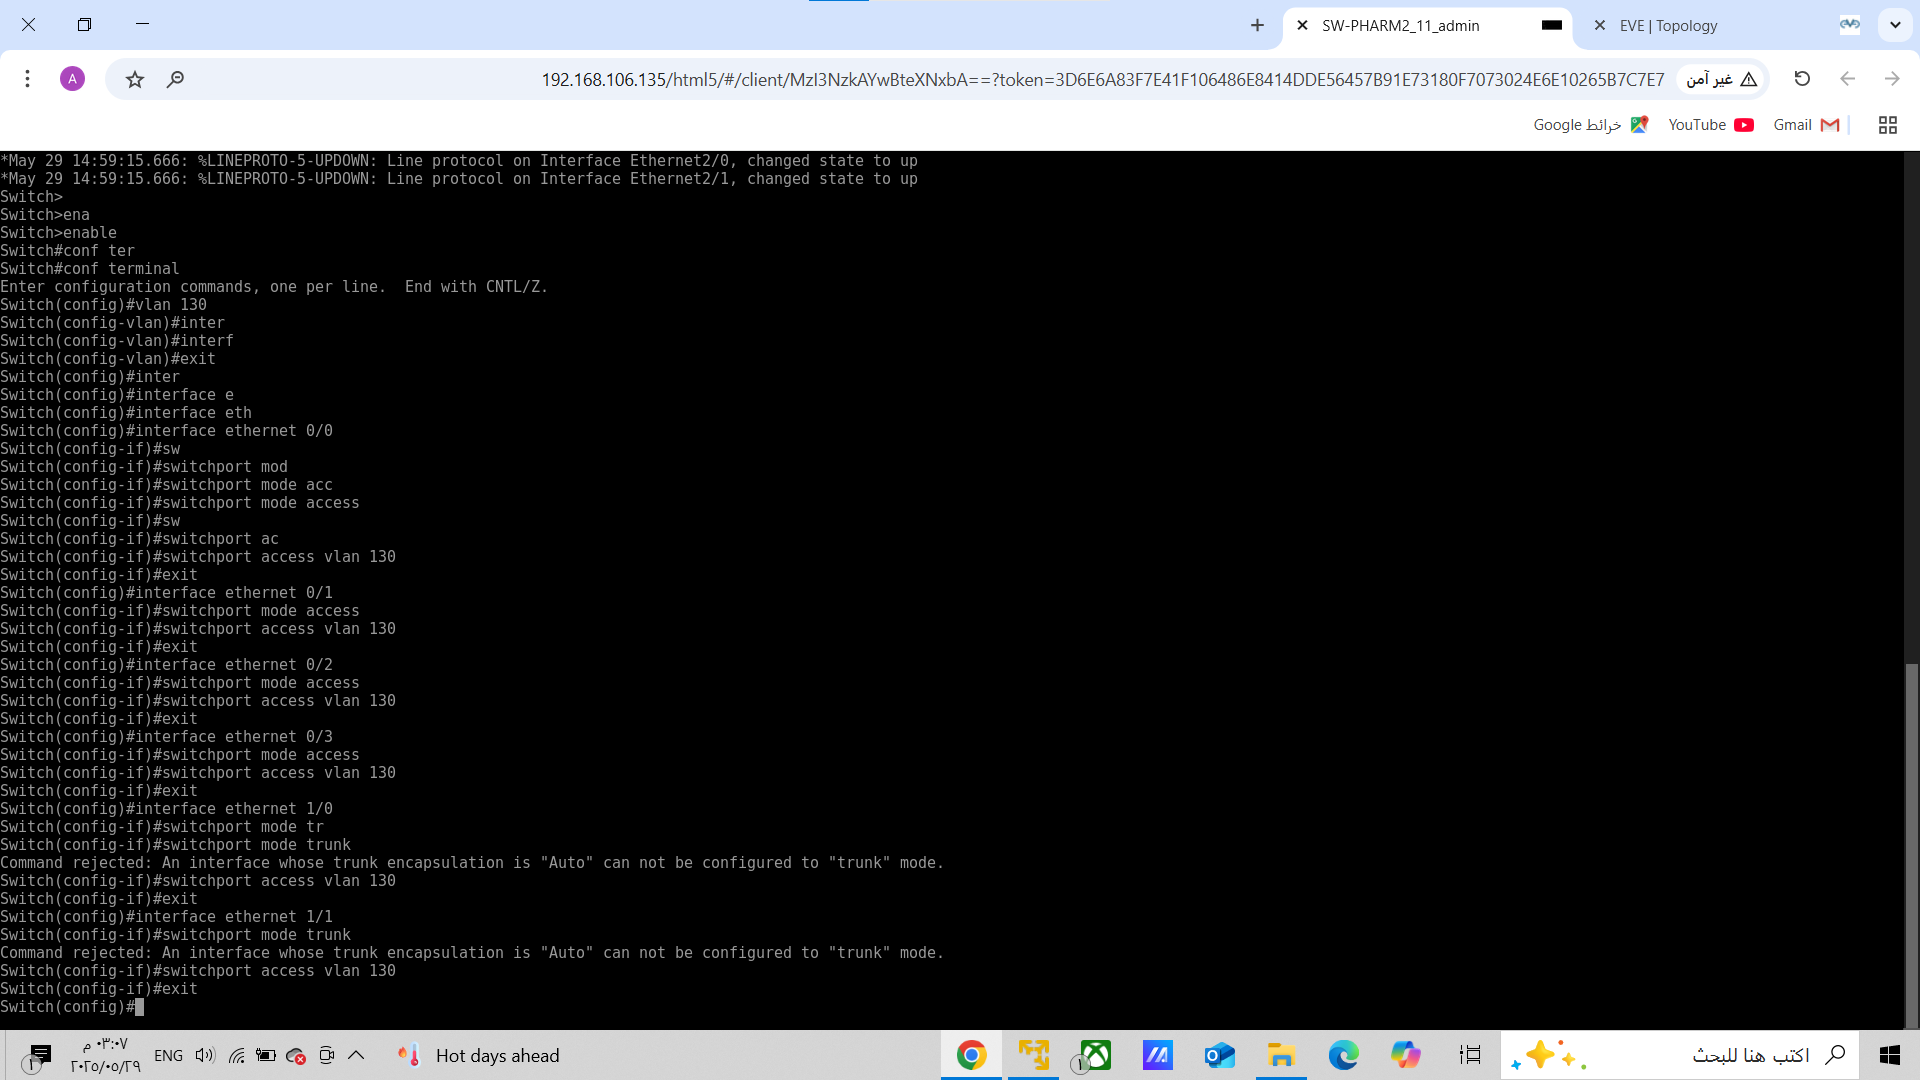 SW-PHARM2_11_admin
EVE | Topology
A
192.168.106.135/html5/#/client/MzI3NzkAYwBteXNxbA==?token=3D6E6A83F7E41F106486E8414DDE56457B91E73180F7073024E6E10265B7C7E7
غير آمن
خرائط Google
YouTube
Gmail
*May 29 14:59:15.666: %LINEPROTO-5-UPDOWN: Line protocol on Interface Ethernet2/0, changed state to up
*May 29 14:59:15.666: %LINEPROTO-5-UPDOWN: Line protocol on Interface Ethernet2/1, changed state to up
Switch>
Switch>ena
Switch>enable
Switch#conf ter
Switch#conf terminal
Enter configuration commands, one per line.  End with CNTL/Z.
Switch(config)#vlan 130
Switch(config-vlan)#inter
Switch(config-vlan)#interf
Switch(config-vlan)#exit
Switch(config)#inter
Switch(config)#interface e
Switch(config)#interface eth
Switch(config)#interface ethernet 0/0
Switch(config-if)#sw
Switch(config-if)#switchport mod
Switch(config-if)#switchport mode acc
Switch(config-if)#switchport mode access
Switch(config-if)#sw
Switch(config-if)#switchport ac
Switch(config-if)#switchport access vlan 130
Switch(config-if)#exit
Switch(config)#interface ethernet 0/1
Switch(config-if)#switchport mode access
Switch(config-if)#switchport access vlan 130
Switch(config-if)#exit
Switch(config)#interface ethernet 0/2
Switch(config-if)#switchport mode access
Switch(config-if)#switchport access vlan 130
Switch(config-if)#exit
Switch(config)#interface ethernet 0/3
Switch(config-if)#switchport mode access
Switch(config-if)#switchport access vlan 130
Switch(config-if)#exit
Switch(config)#interface ethernet 1/0
Switch(config-if)#switchport mode tr
Switch(config-if)#switchport mode trunk
Command rejected: An interface whose trunk encapsulation is "Auto" can not be configured to "trunk" mode.
Switch(config-if)#switchport access vlan 130
Switch(config-if)#exit
Switch(config)#interface ethernet 1/1
Switch(config-if)#switchport mode trunk
Command rejected: An interface whose trunk encapsulation is "Auto" can not be configured to "trunk" mode.
Switch(config-if)#switchport access vlan 130
Switch(config-if)#exit
Switch(config)#
١
٠٣:٠٧ م
٢٠٢٥/٠٥/٢٩
ENG
Hot days ahead
١
اكتب هنا للبحث